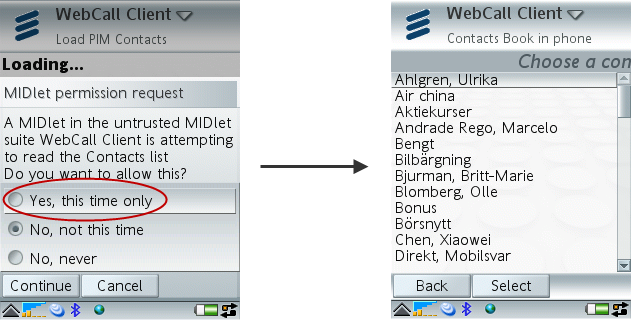 WebCall Client
Load PIM Contacts
Loading...
MIDlet permission request
A MIDlet in the untrusted MIDlet
suite WebCall Client is attempting
to read the Contacts list
Do you want to allow this?
Yes, this time only
No, not this time
No, never
Continue Cancel
WebCall Client
Contacts Book in phone
Choose a con
Ahlgren, Ulrika
Air china
Aktiekurser
Andrade Rego, Marcelo
Bengt
Bilbärgning
Bjurman, Britt-Marie
Blomberg, Olle
Bonus
Börsnytt
Chen, Xiaowei
Direkt, Mobilsvar
Back Select